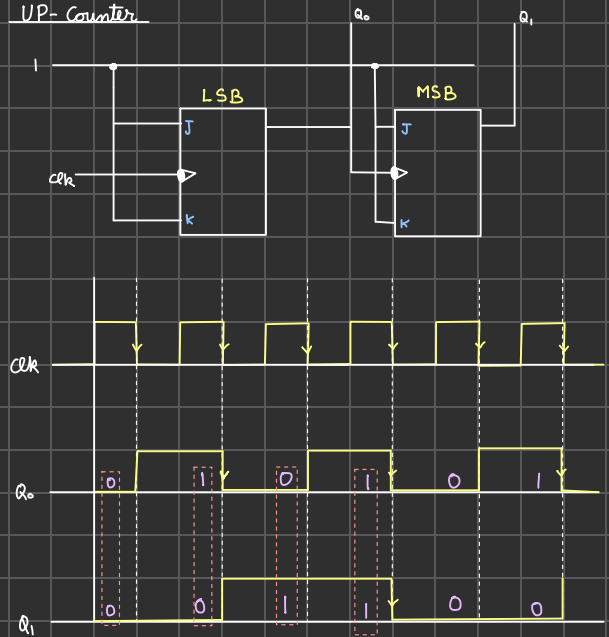 UP- Counter
Q₀ Q₁
1
LSB MSB
J J
Clk
K K
Clk
0 1 0 1 0 1
Q₀
0 0 1 1 0 0
Q₁